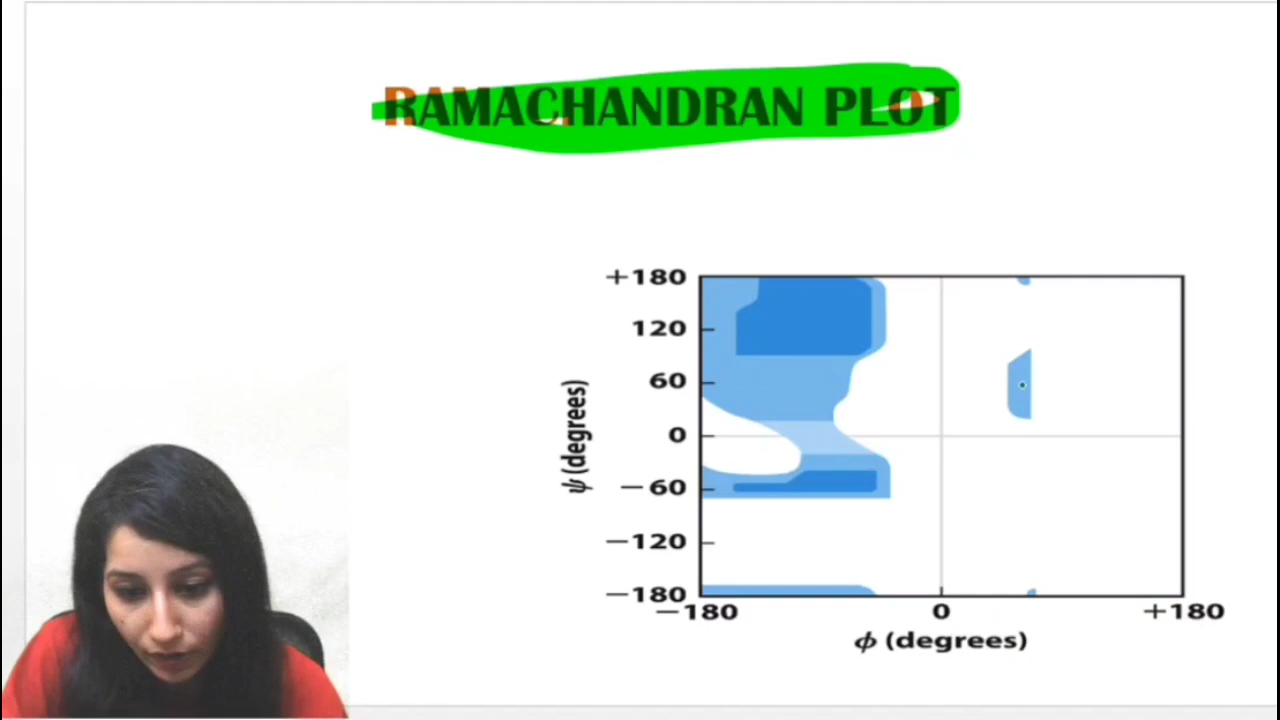 RAMACHANDRAN PLOT
+180
120
60
0
−60
−120
−180
ψ (degrees)
−180 0 +180
ϕ (degrees)